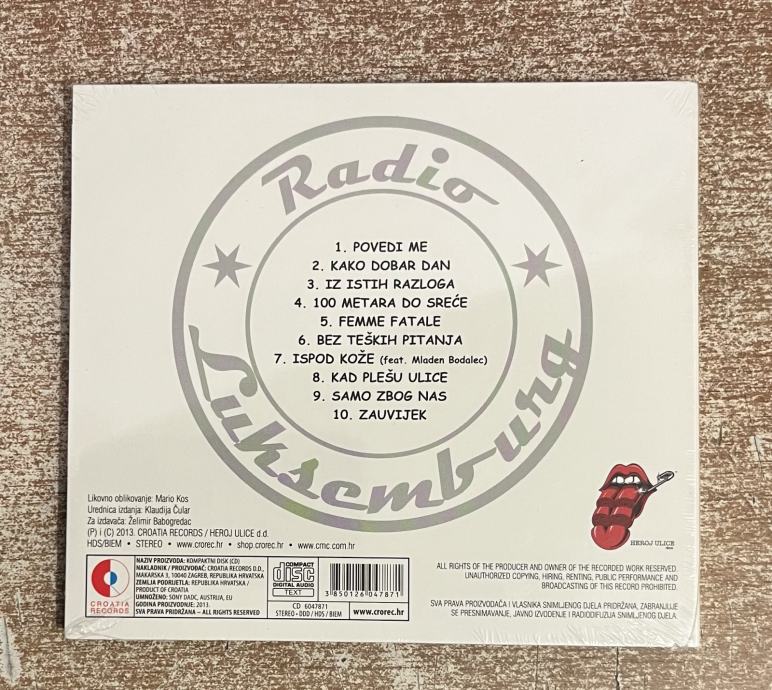 Radio
1. POVEDI ME
2. KAKO DOBAR DAN
3. IZ ISTIH RAZLOGA
4. 100 METARA DO SREĆE
5. FEMME FATALE
6. BEZ TEŠKIH PITANJA
7. ISPOD KOŽE (feat. Mladen Bodalec)
8. KAD PLEŠU ULICE
9. SAMO ZBOG NAS
10. ZAUVIJEK
Luksemburg
Likovno oblikovanje: Mario Kos
Urednica izdanja: Klaudija Čular
Za izdavača: Želimir Babogredac
(P) i (C) 2013. CROATIA RECORDS / HEROJ ULICE d.d.
HDS/BIEM • STEREO • www.crorec.hr • shop.crorec.hr • www.cmc.com.hr
CROATIA
RECORDS
NAZIV PROIZVODA: KOMPAKTNI DISK (CD)
NAKLADNIK / PROIZVOĐAČ: CROATIA RECORDS D.D.,
MAKARSKA 3, 10040 ZAGREB, REPUBLIKA HRVATSKA
ZEMLJA PODRIJETLA: REPUBLIKA HRVATSKA /
PRODUCT OF CROATIA
UMNOŽENO: SONY DADC, AUSTRIJA, EU
GODINA PROIZVODNJE: 2013.
SVA PRAVA PRIDRŽANA – ALL RIGHTS RESERVED
COMPACT
disc
DIGITAL AUDIO
TEXT
3 850126 047871
CD 6047871
STEREO • DDD / HDS / BIEM
www.crorec.hr
HEROJ ULICE
ALL RIGHTS OF THE PRODUCER AND OWNER OF THE RECORDED WORK RESERVED.
UNAUTHORIZED COPYING, HIRING, RENTING, PUBLIC PERFORMANCE AND
BROADCASTING OF THIS RECORD PROHIBITED.
SVA PRAVA PROIZVOĐAČA I VLASNIKA SNIMLJENOG DJELA PRIDRŽANA, ZABRANJUJE
SE PRESNIMAVANJE, JAVNO IZVOĐENJE I RADIODIFUZIJA SNIMLJENOG DJELA.